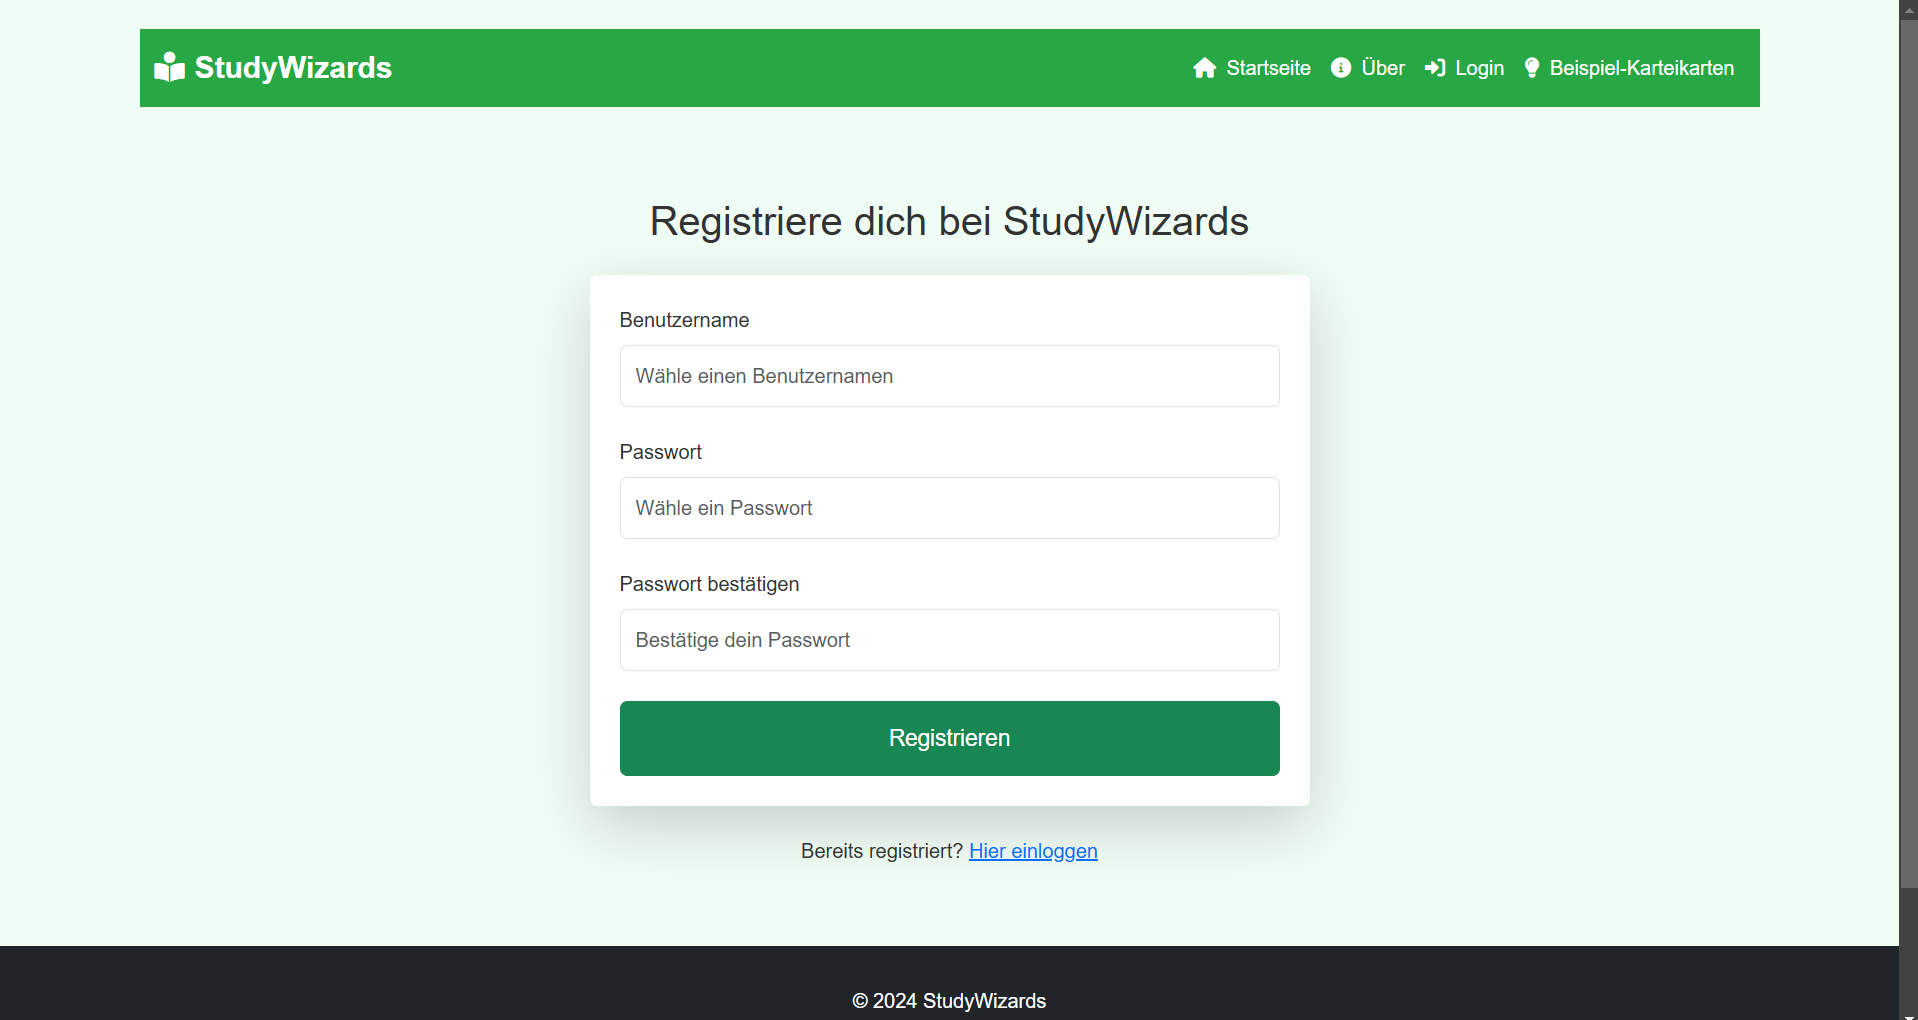 StudyWizards
Startseite Über Login Beispiel-Karteikarten
Registriere dich bei StudyWizards
Benutzername
Wähle einen Benutzernamen
Passwort
Wähle ein Passwort
Passwort bestätigen
Bestätige dein Passwort
Registrieren
Bereits registriert? Hier einloggen
© 2024 StudyWizards